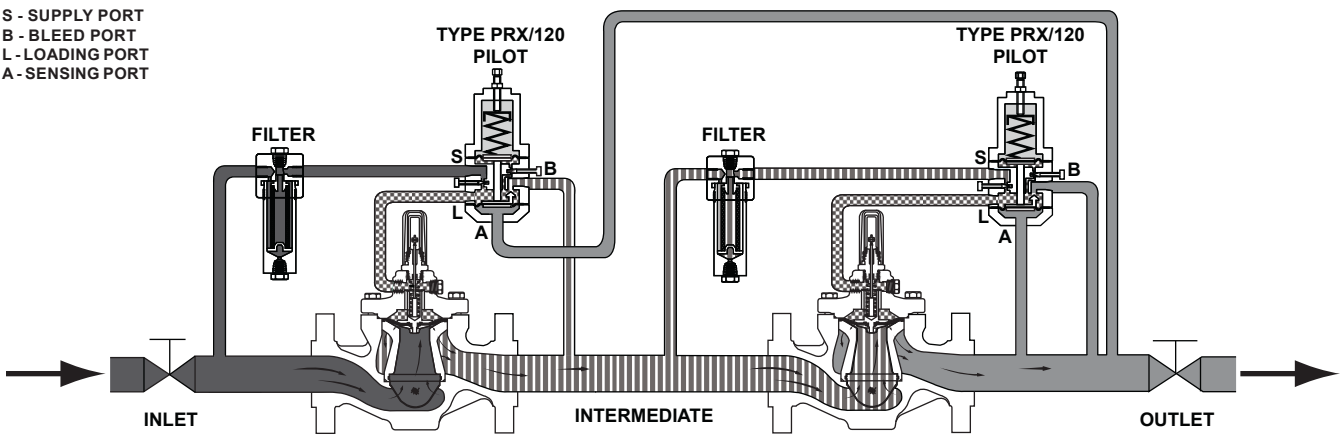 S - SUPPLY PORT
B - BLEED PORT
L - LOADING PORT
A - SENSING PORT
TYPE PRX/120
PILOT
TYPE PRX/120
PILOT
FILTER
FILTER
S
B
L
A
S
B
L
A
INLET
INTERMEDIATE
OUTLET